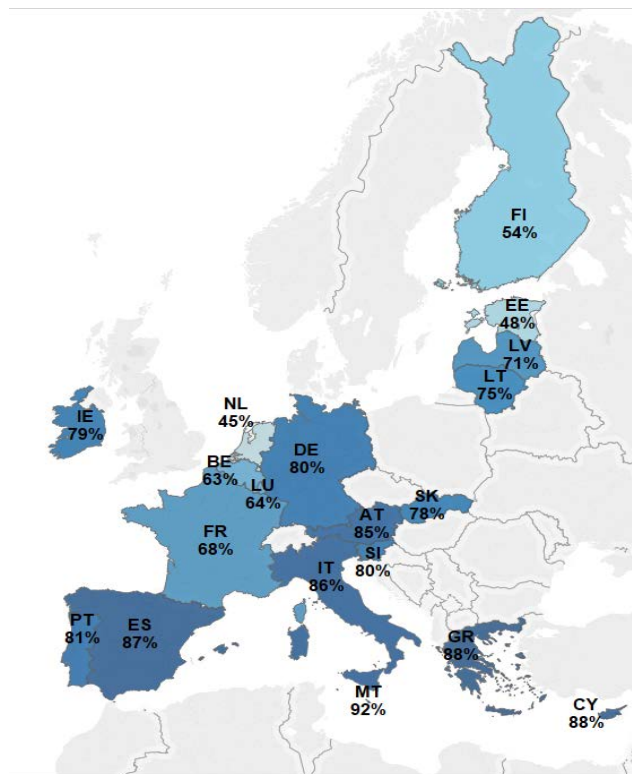 FI
54%
EE
48%
LV
71%
LT
75%
IE
79%
NL
45%
DE
80%
BE
63%
LU
64%
SK
78%
AT
85%
FR
68%
SI
80%
IT
86%
PT
81%
ES
87%
GR
88%
MT
92%
CY
88%